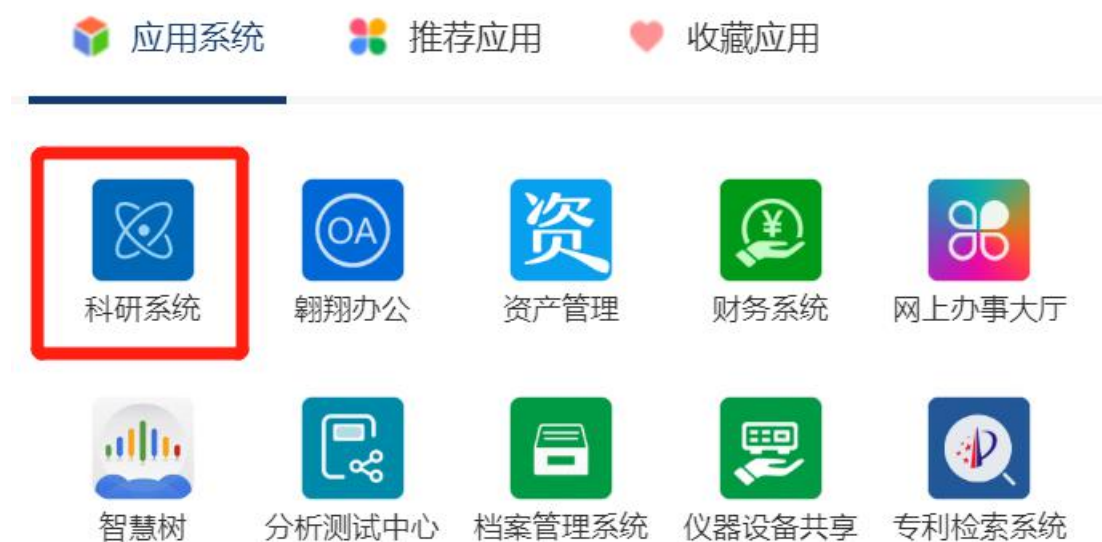 应用系统 推荐应用 收藏应用
OA 资 ¥
科研系统 翱翔办公 资产管理 财务系统 网上办事大厅
智慧树 分析测试中心 档案管理系统 仪器设备共享 专利检索系统